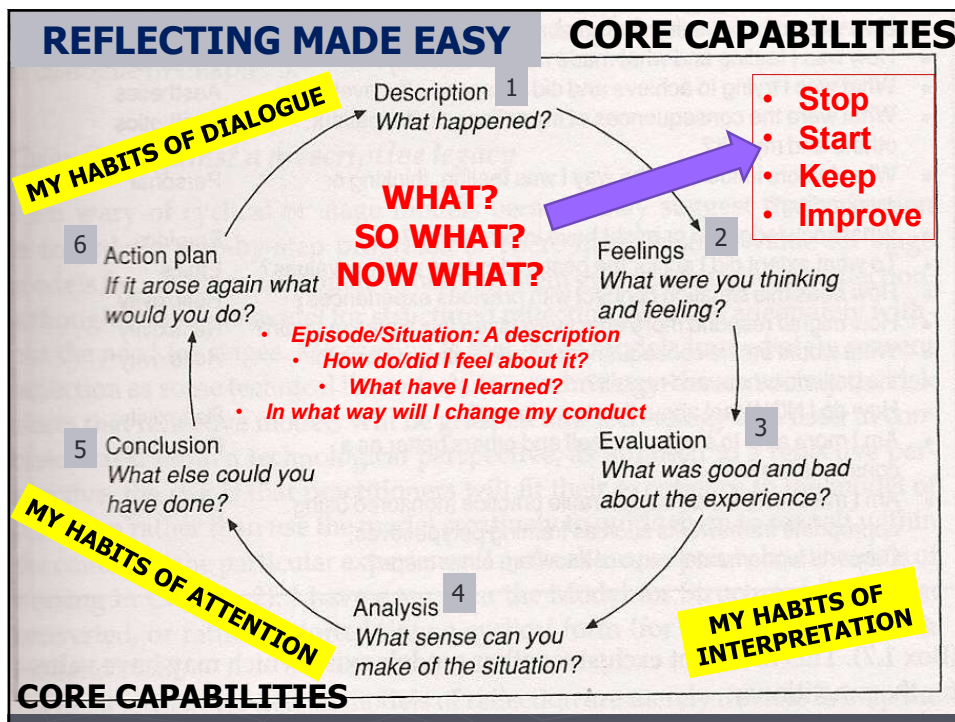 REFLECTING MADE EASY
CORE CAPABILITIES
MY HABITS OF DIALOGUE
Description 1
What happened?
• Stop
• Start
• Keep
• Improve
WHAT?
SO WHAT?
NOW WHAT?
2
Feelings
What were you thinking
and feeling?
6
Action plan
If it arose again what
would you do?
• Episode/Situation: A description
• How do/did I feel about it?
• What have I learned?
• In what way will I change my conduct
3
Evaluation
What was good and bad
about the experience?
5
Conclusion
What else could you
have done?
MY HABITS OF ATTENTION
Analysis 4
What sense can you
make of the situation?
MY HABITS OF
INTERPRETATION
CORE CAPABILITIES